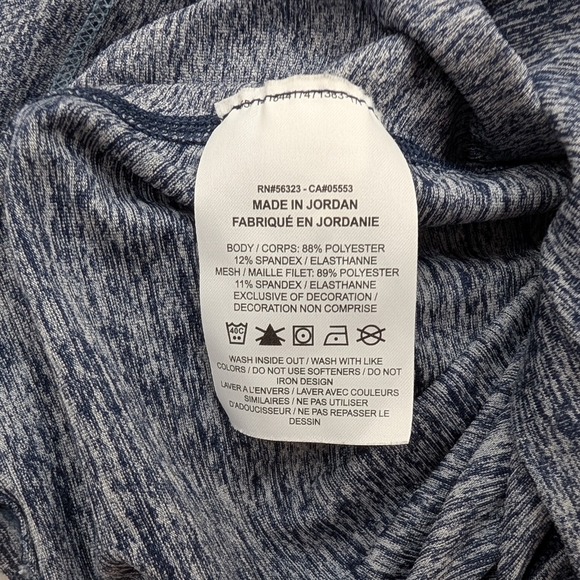 RN#56323 - CA#05553
MADE IN JORDAN
FABRIQUÉ EN JORDANIE
BODY / CORPS: 88% POLYESTER
12% SPANDEX / ELASTHANNE
MESH / MAILLE FILET: 89% POLYESTER
11% SPANDEX / ELASTHANNE
EXCLUSIVE OF DECORATION /
DECORATION NON COMPRISE
40C
WASH INSIDE OUT / WASH WITH LIKE
COLORS / DO NOT USE SOFTENERS / DO NOT
IRON DESIGN
LAVER A L'ENVERS / LAVER AVEC COULEURS
SIMILAIRES / NE PAS UTILISER
D'ADOUCISSEUR / NE PAS REPASSER LE
DESSIN